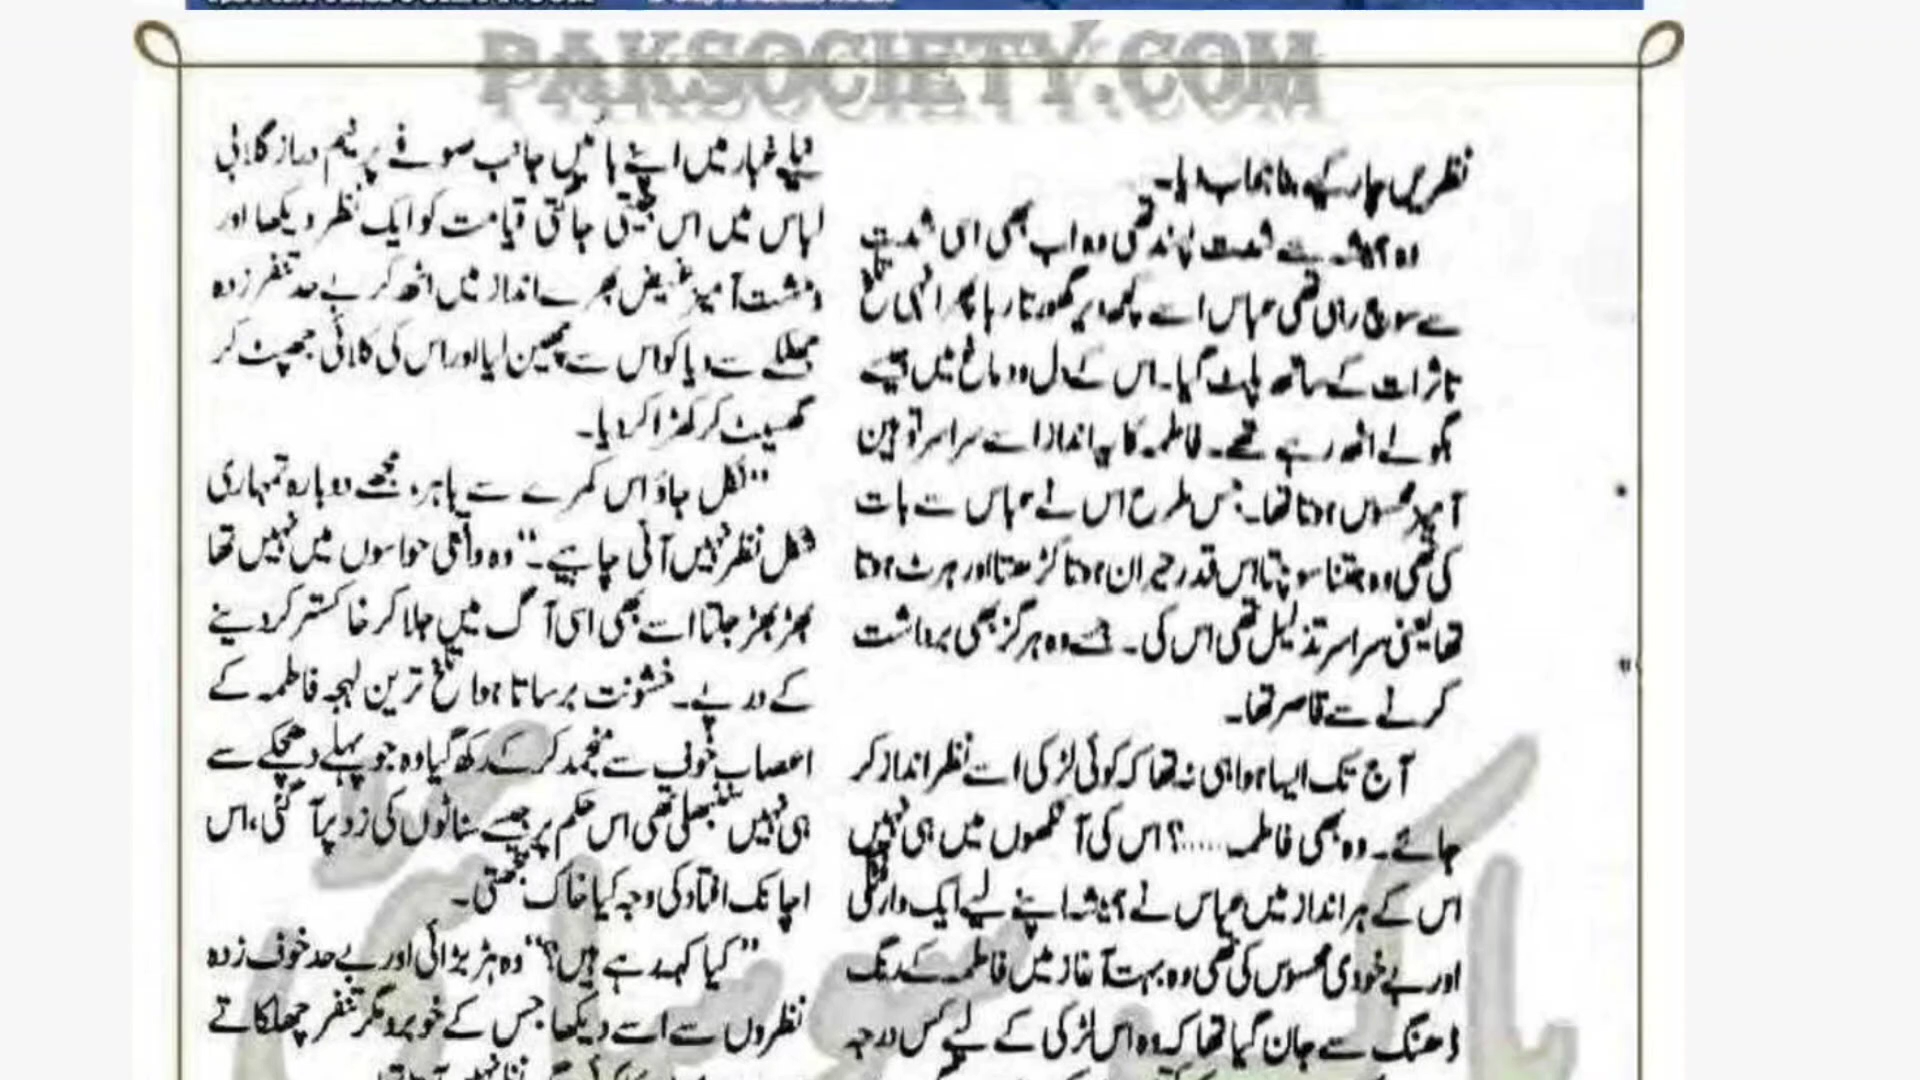 PAKSOCIETY.COM
نظریں چار کیے بنا جواب دیا۔
وہ ہمیشہ سے شدت پسند تھی وہ اب بھی اسی شدت
سے سوچ رہی تھی عباس اسے کچھ دیر گھورتا رہا پھر انہی تلخ
تاثرات کے ساتھ پلٹ گیا۔ اس کے دل و دماغ میں جیسے
بگولے اٹھ رہے تھے۔ فاطمہ کا یہ انداز اسے سراسر توہین
آمیز محسوس ہوتا تھا۔ جس طرح اس نے عباس سے بات
کی تھی وہ جتنا سوچتا اس قدر حیران ہوتا کڑھتا اور ہرٹ ہوتا
تھا یعنی سراسر تذلیل تھی اس کی۔ جسے وہ ہرگز بھی برداشت
کرنے سے قاصر تھا۔
آج تک ایسا ہوا ہی نہ تھا کہ کوئی لڑکی اسے نظر انداز کر
جائے۔ وہ بھی فاطمہ.....؟ اس کی آنکھوں میں ہی نہیں
اس کے ہر انداز میں عباس نے ہمیشہ اپنے لیے ایک وارفتگی
اور بے خودی محسوس کی تھی وہ بہت آغاز میں فاطمہ کے رنگ
ڈھنگ سے جان گیا تھا کہ وہ اس لڑکی کے لیے کس درجہ
غبار میں اپنے بائیں جانب صوفے پر نیم دراز گلابی
لباس میں اس جیتی جاگتی قیامت کو ایک نظر دیکھا اور
وحشت آمیز غیض بھرے انداز میں اٹھ کر بے حد تنفر زدہ
جھٹکے سے دیا کو اس سے چھین لیا اور اس کی کلائی جھپٹ کر
گھسیٹ کر کھڑا کر دیا۔
”نکل جاؤ اس کمرے سے باہر، مجھے دوبارہ تمہاری
شکل نظر نہیں آنی چاہیے۔“ وہ واقعی حواسوں میں نہیں تھا
بھڑ بھڑ جلتا اسے بھی اسی آگ میں جلا کر خاکستر کر دینے
کے درپے۔ خشونت برساتا ہوا تلخ ترین لہجہ فاطمہ کے
اعصاب خوف سے منجمد کر کے رکھ گیا وہ جو پہلے دھچکے سے
ہی نہیں سنبھلی تھی اس حکم پر جیسے سناٹوں کی زد پر آ گئی، اس
اچانک افتاد کی وجہ کیا خاک سمجھتی۔
”کیا کہہ رہے ہیں؟“ وہ ہڑبڑائی اور بے حد خوف زدہ
نظروں سے اسے دیکھا جس کے خوبرو مگر تنفر چھلکاتے